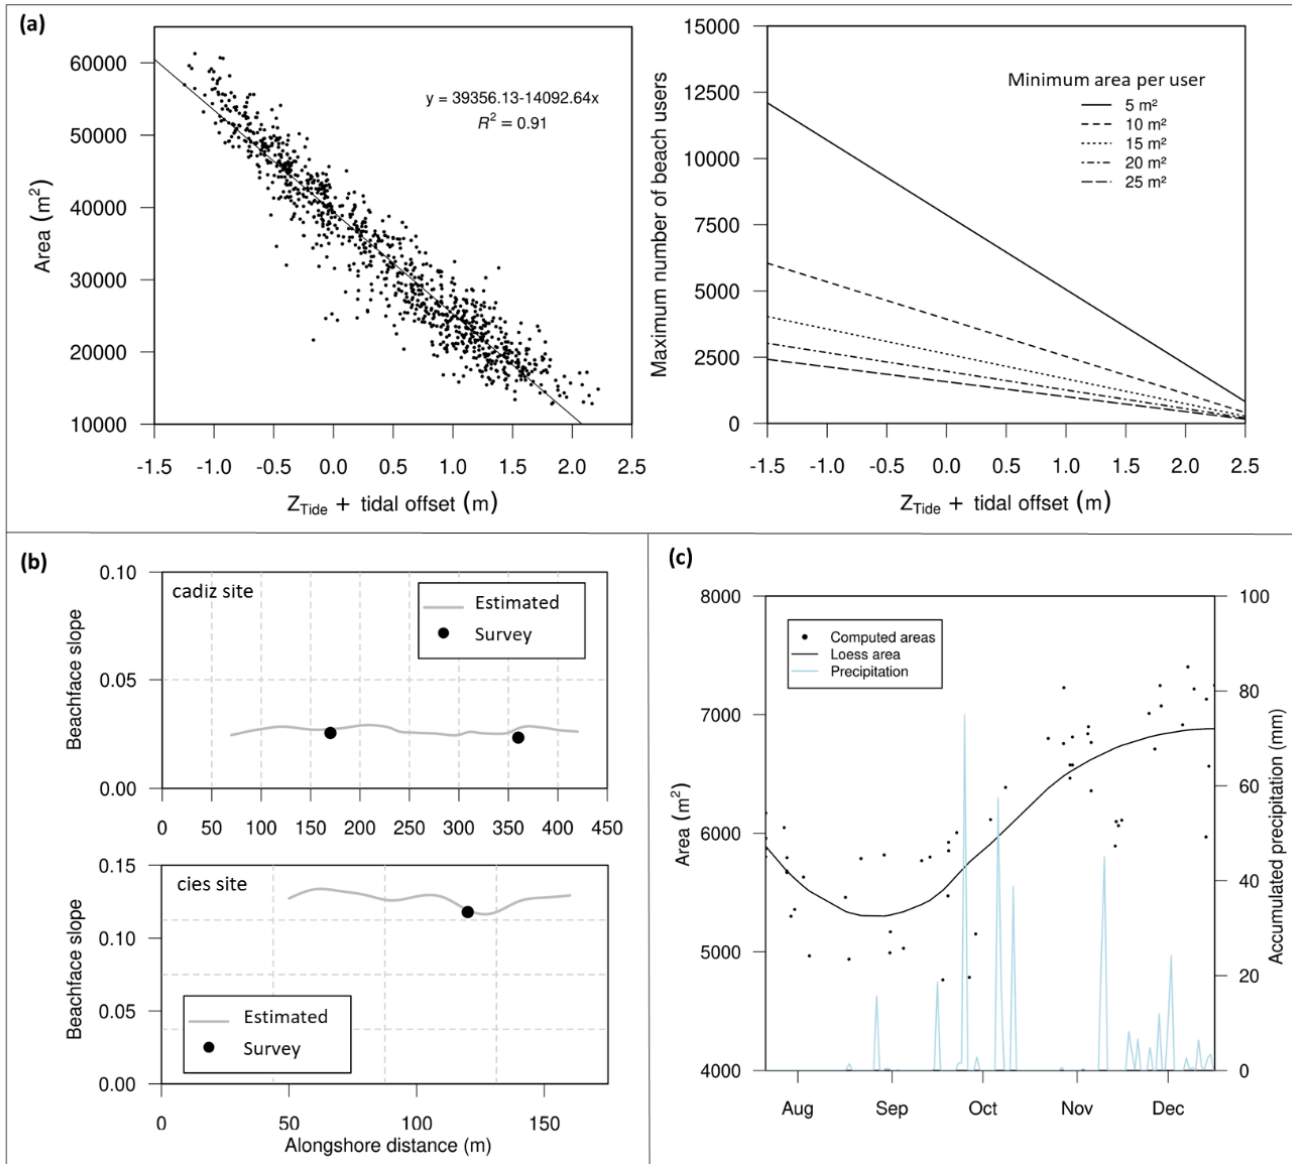 (a)
60000
50000
40000
30000
20000
10000
Area (m²)
y = 39356.13-14092.64x
R² = 0.91
-1.5 -1.0 -0.5 0.0 0.5 1.0 1.5 2.0 2.5
Z_Tide + tidal offset (m)
15000
12500
10000
7500
5000
2500
0
Maximum number of beach users
Minimum area per user
5 m²
10 m²
15 m²
20 m²
25 m²
-1.5 -1.0 -0.5 0.0 0.5 1.0 1.5 2.0 2.5
Z_Tide + tidal offset (m)
(b)
0.10
0.05
0.00
Beachface slope
cadiz site
Estimated
Survey
0 50 100 150 200 250 300 350 400 450
0.15
0.10
0.05
0.00
Beachface slope
cies site
Estimated
Survey
0 50 100 150
Alongshore distance (m)
(c)
8000
7000
6000
5000
4000
Area (m²)
Computed areas
Loess area
Precipitation
100
80
60
40
20
0
Accumulated precipitation (mm)
Aug Sep Oct Nov Dec